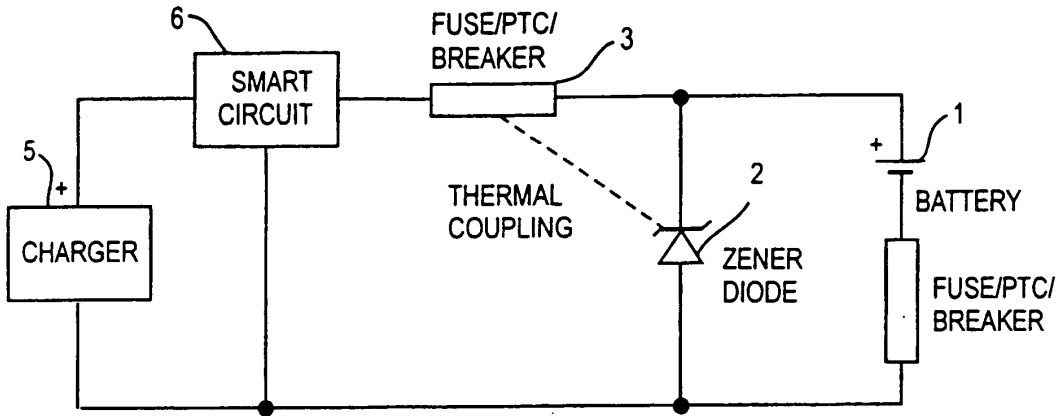 6
FUSE/PTC/
BREAKER
3
SMART
CIRCUIT
1
+
5
+
2
THERMAL
COUPLING
BATTERY
CHARGER
ZENER
DIODE
FUSE/PTC/
BREAKER